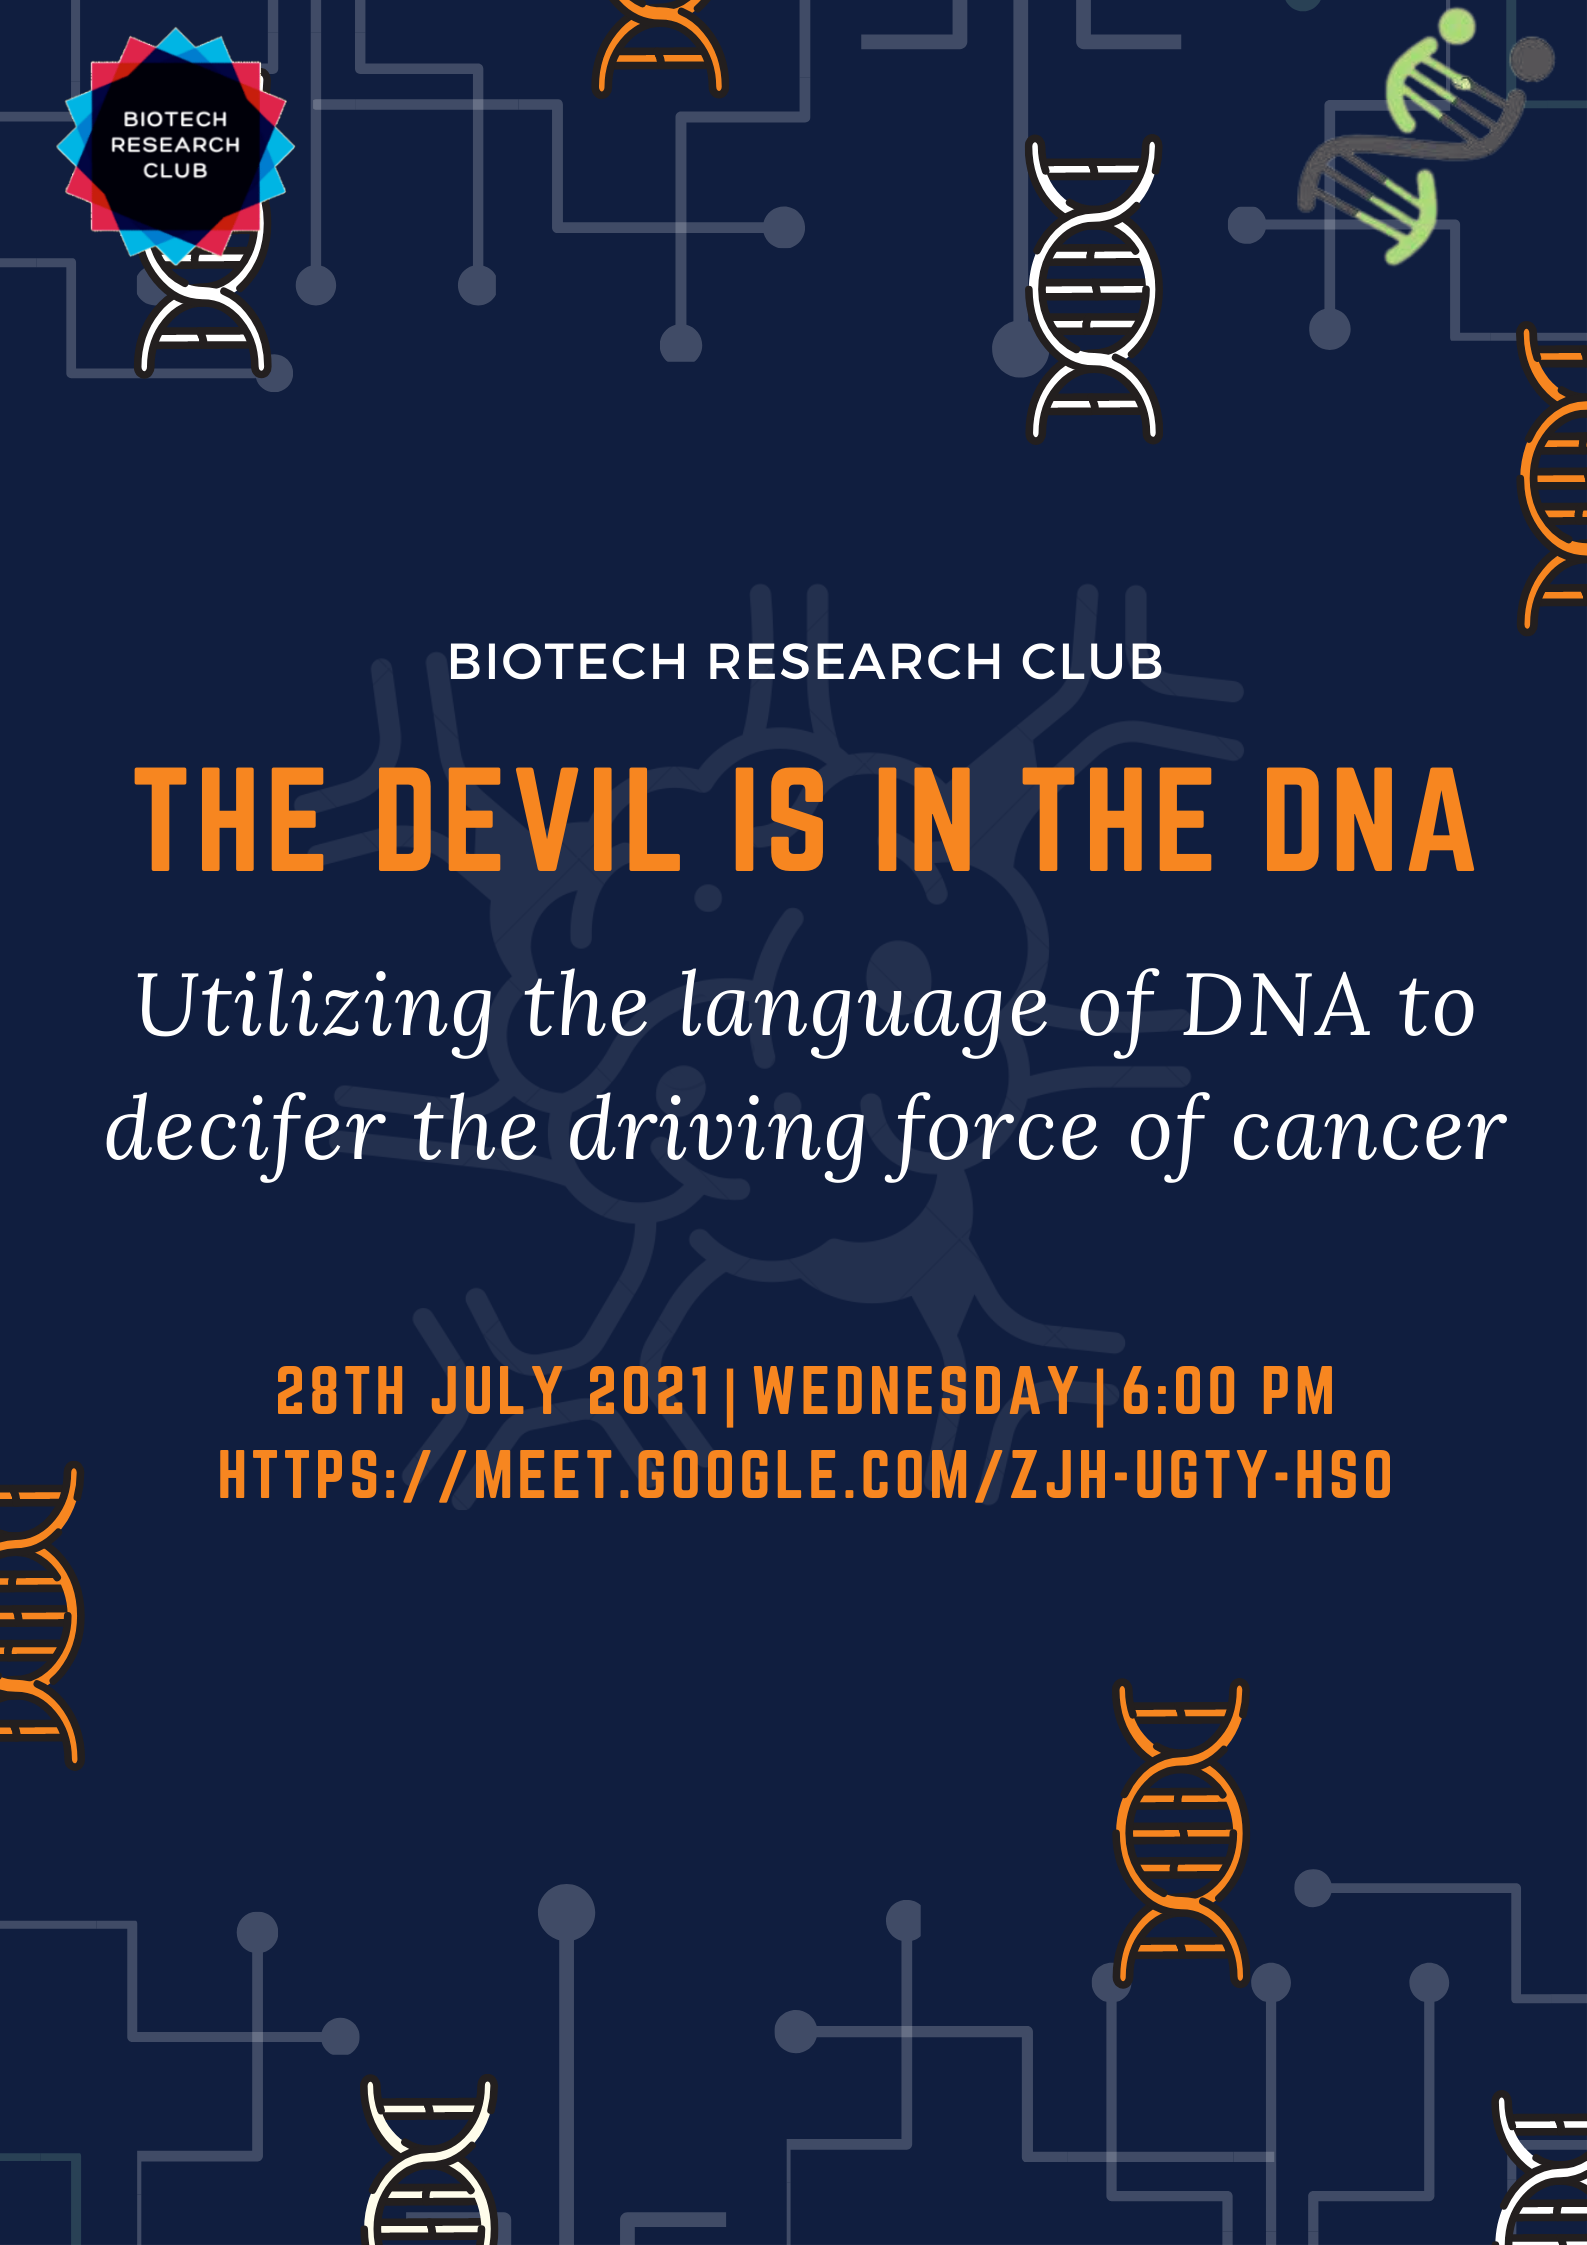 BIOTECH
RESEARCH
CLUB
BIOTECH RESEARCH CLUB
THE DEVIL IS IN THE DNA
Utilizing the language of DNA to
decifer the driving force of cancer
28TH JULY 2021|WEDNESDAY|6:00 PM
HTTPS://MEET.GOOGLE.COM/ZJH-UGTY-HSO